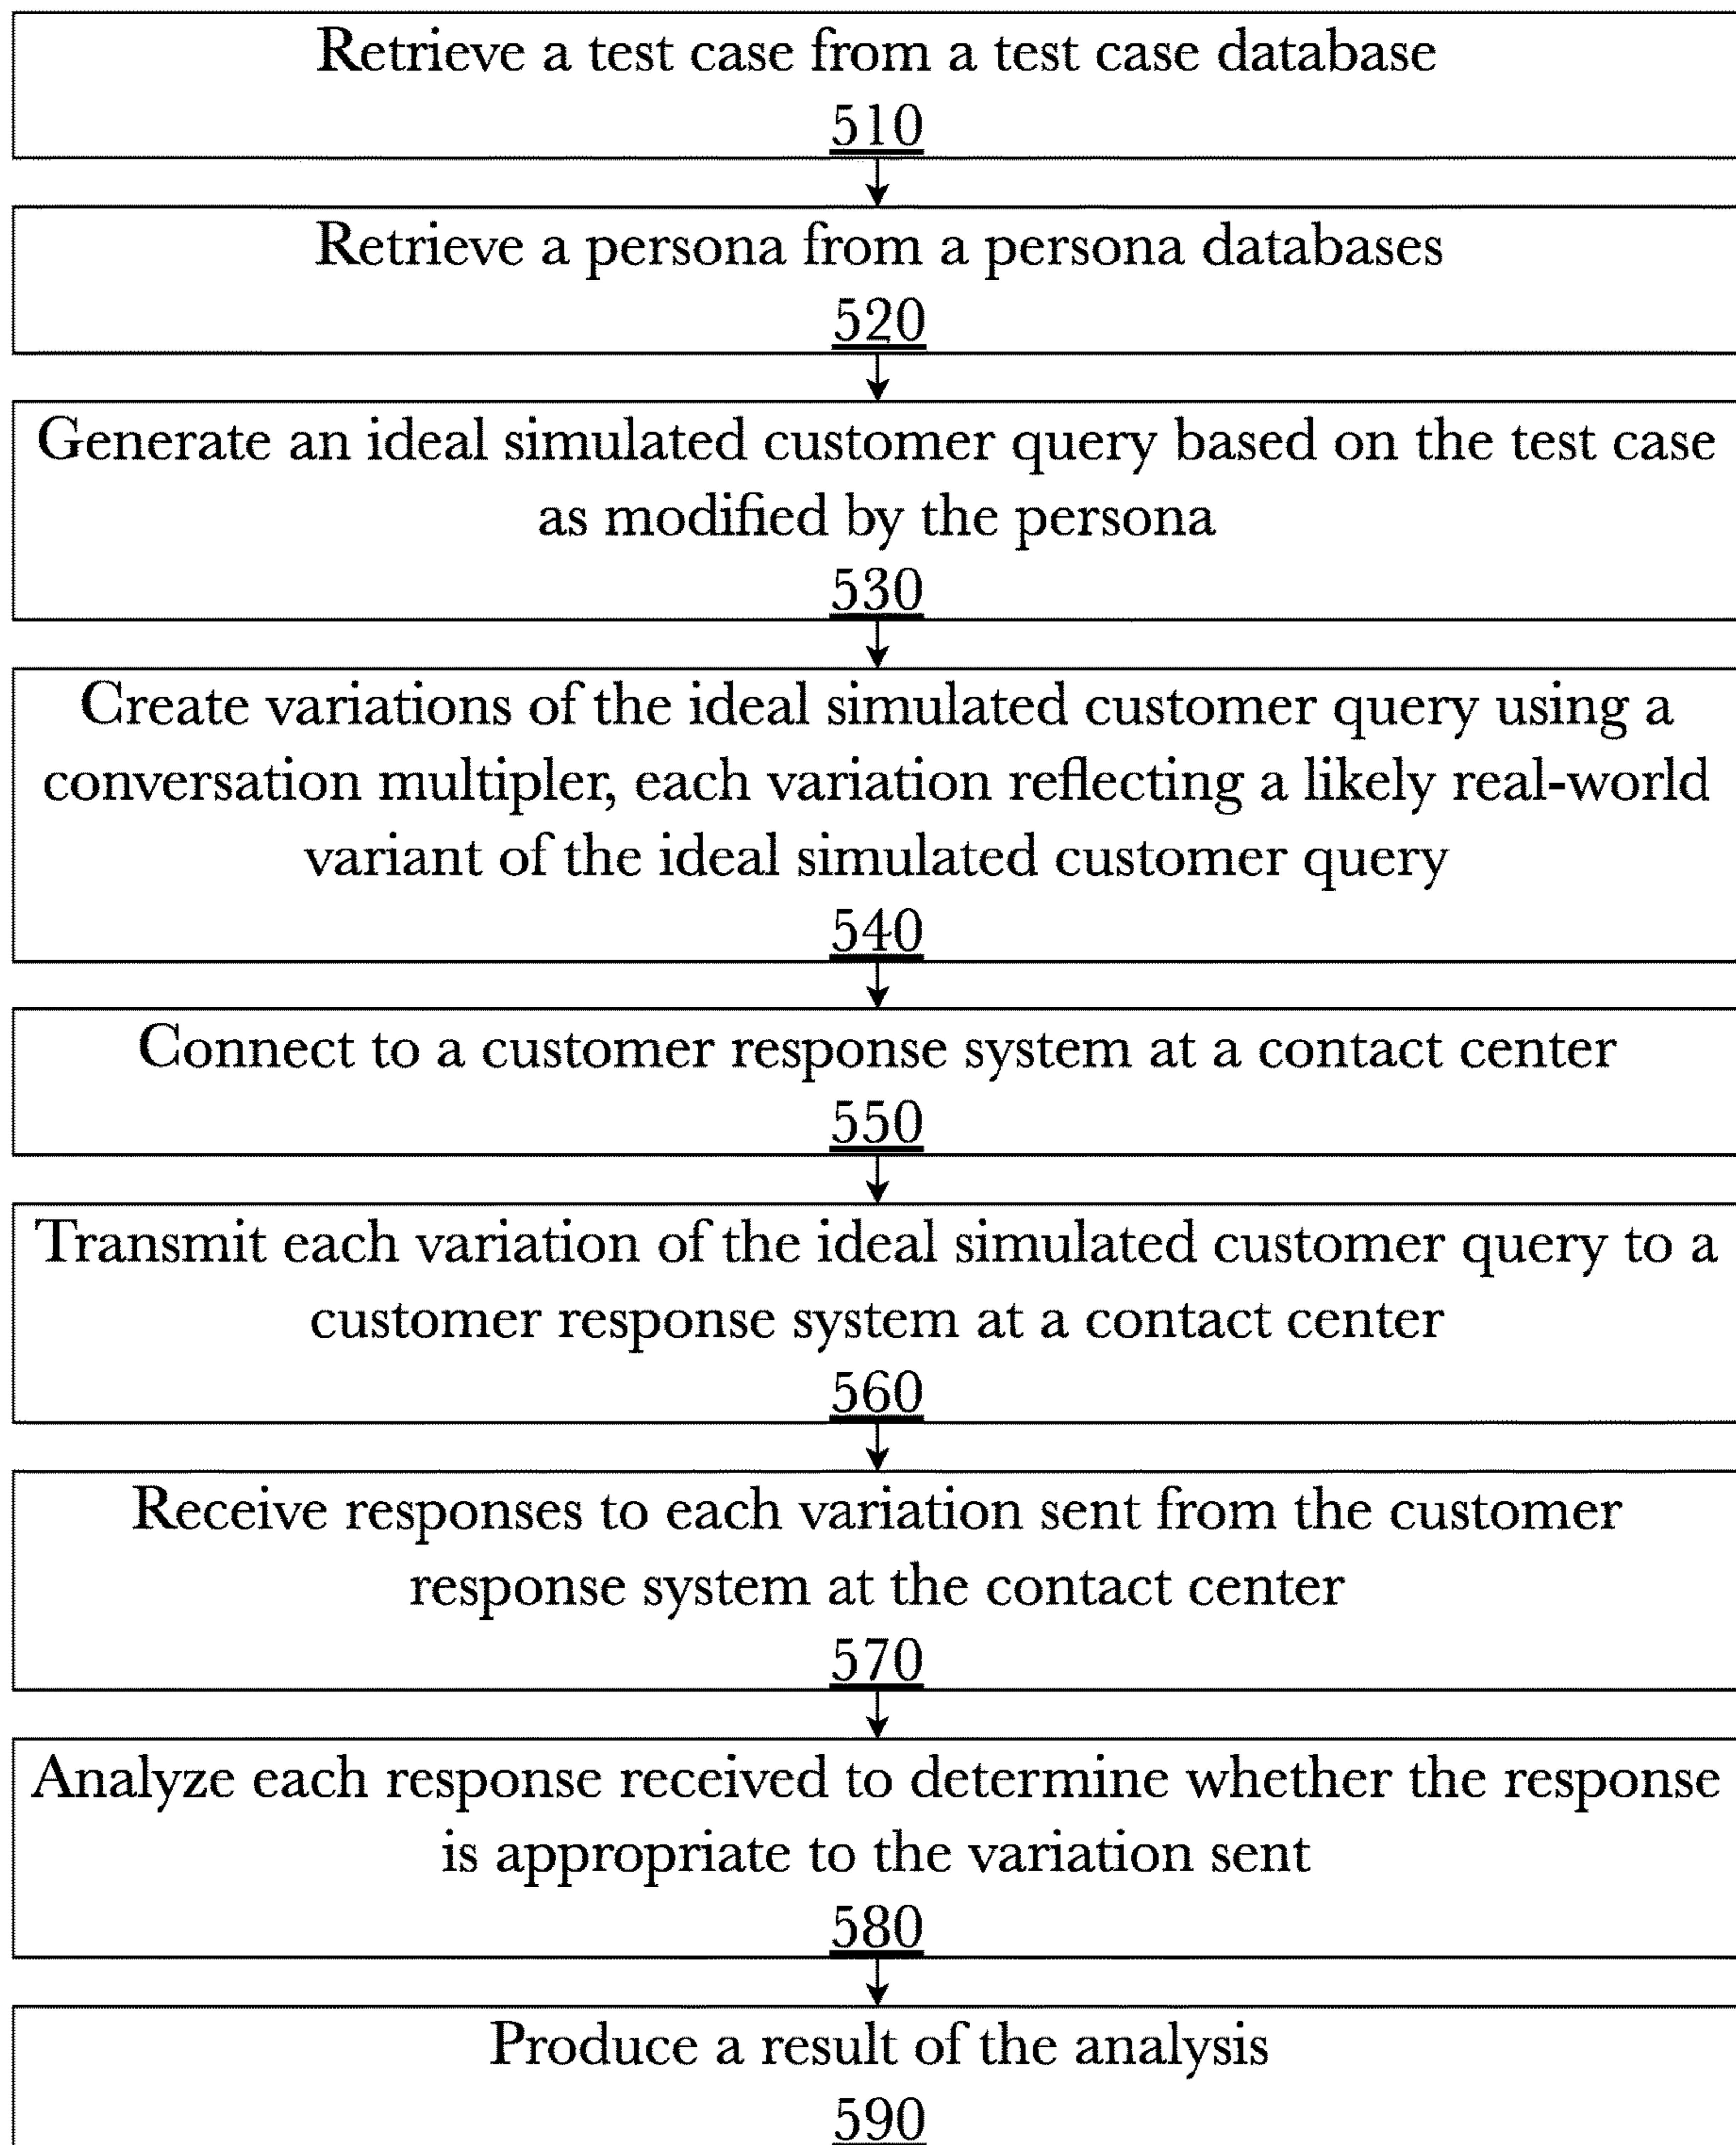 Retrieve a test case from a test case database
510
Retrieve a persona from a persona databases
520
Generate an ideal simulated customer query based on the test case
as modified by the persona
530
Create variations of the ideal simulated customer query using a
conversation multipler, each variation reflecting a likely real-world
variant of the ideal simulated customer query
540
Connect to a customer response system at a contact center
550
Transmit each variation of the ideal simulated customer query to a
customer response system at a contact center
560
Receive responses to each variation sent from the customer
response system at the contact center
570
Analyze each response received to determine whether the response
is appropriate to the variation sent
580
Produce a result of the analysis
590